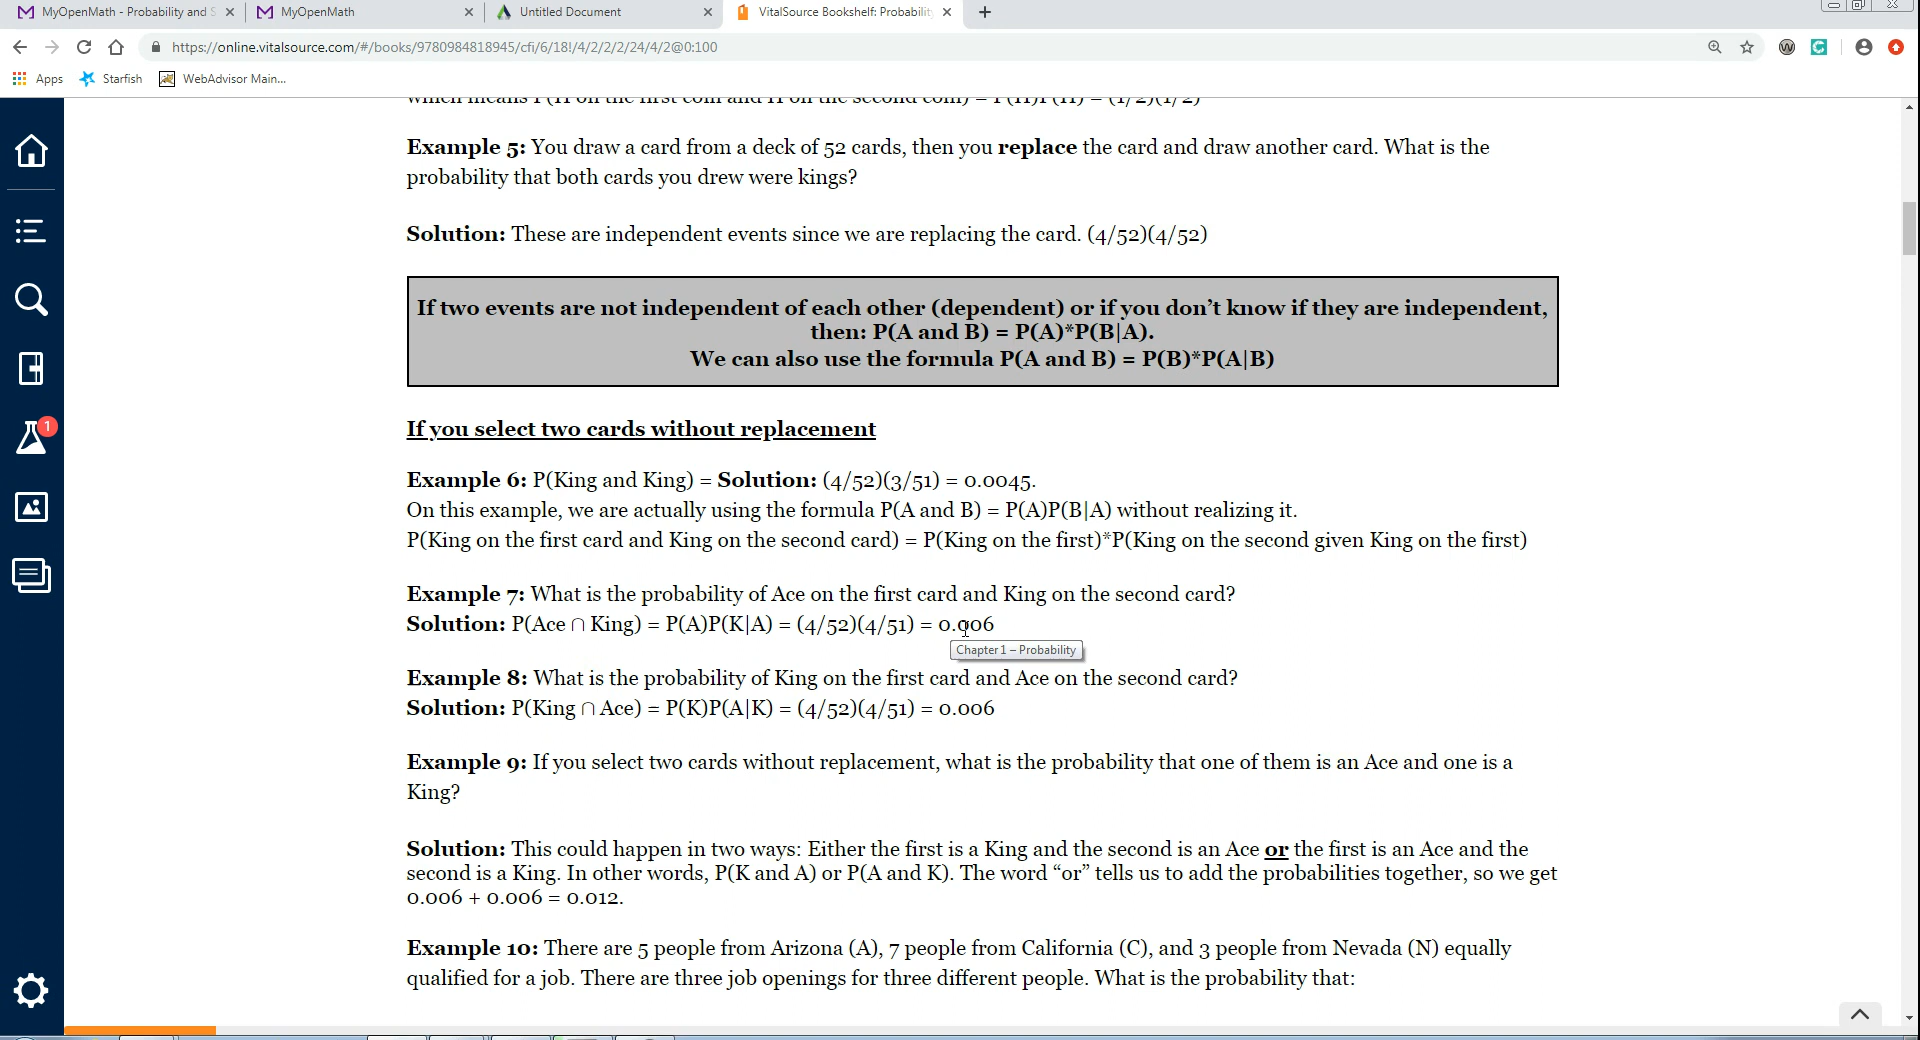 MyOpenMath - Probability and S
MyOpenMath
Untitled Document
VitalSource Bookshelf: Probability
https://online.vitalsource.com/#/books/9780984818945/cfi/6/18!/4/2/2/2/24/4/2@0:100
Apps
Starfish
WebAdvisor Main...
which means P(H on the first coin and H on the second coin) = P(H)P(H) = (1/2)(1/2)
Example 5: You draw a card from a deck of 52 cards, then you replace the card and draw another card. What is the
probability that both cards you drew were kings?
Solution: These are independent events since we are replacing the card. (4/52)(4/52)
If two events are not independent of each other (dependent) or if you don’t know if they are independent,
then: P(A and B) = P(A)*P(B|A).
We can also use the formula P(A and B) = P(B)*P(A|B)
If you select two cards without replacement
1
Example 6: P(King and King) = Solution: (4/52)(3/51) = 0.0045.
On this example, we are actually using the formula P(A and B) = P(A)P(B|A) without realizing it.
P(King on the first card and King on the second card) = P(King on the first)*P(King on the second given King on the first)
Example 7: What is the probability of Ace on the first card and King on the second card?
Solution: P(Ace ∩ King) = P(A)P(K|A) = (4/52)(4/51) = 0.006
Chapter 1 – Probability
Example 8: What is the probability of King on the first card and Ace on the second card?
Solution: P(King ∩ Ace) = P(K)P(A|K) = (4/52)(4/51) = 0.006
Example 9: If you select two cards without replacement, what is the probability that one of them is an Ace and one is a
King?
Solution: This could happen in two ways: Either the first is a King and the second is an Ace or the first is an Ace and the
second is a King. In other words, P(K and A) or P(A and K). The word “or” tells us to add the probabilities together, so we get
0.006 + 0.006 = 0.012.
Example 10: There are 5 people from Arizona (A), 7 people from California (C), and 3 people from Nevada (N) equally
qualified for a job. There are three job openings for three different people. What is the probability that: